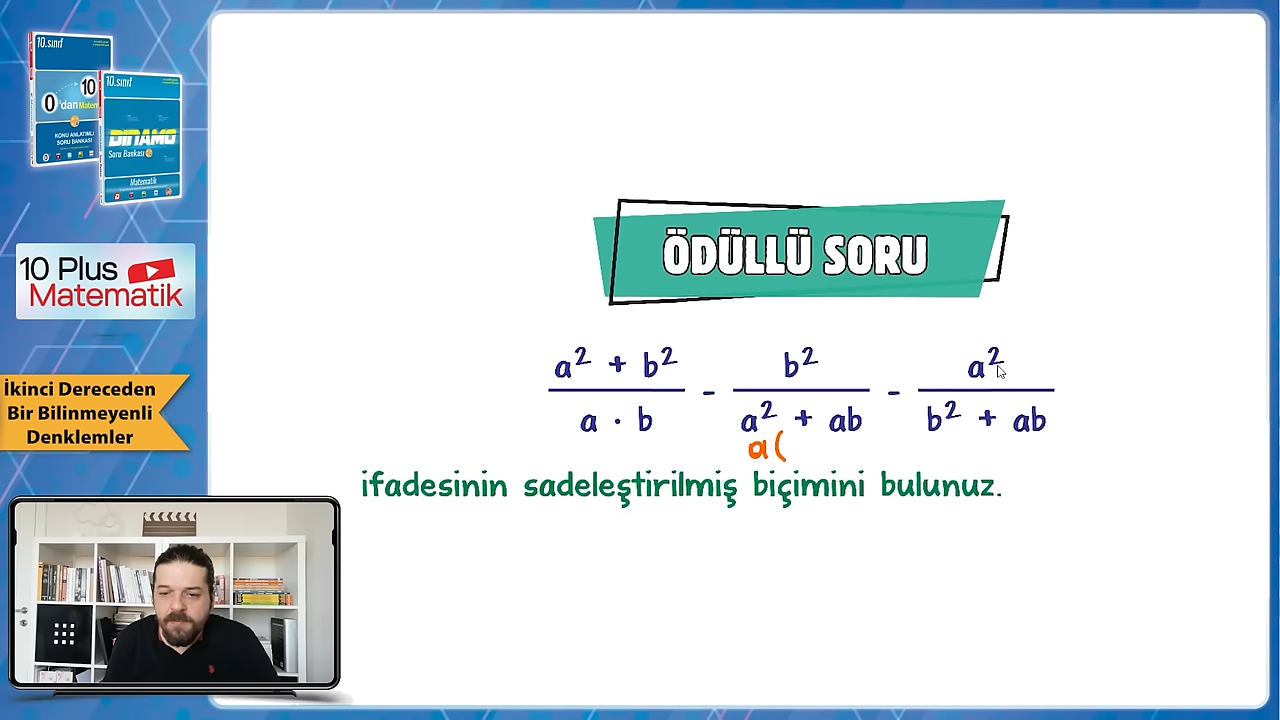 10.sınıf
0'dan 10
KONU ANLATIMLI
SORU BANKASI
10.sınıf
DİNAMO
Soru Bankası
Matematik
10 Plus
Matematik
İkinci Dereceden
Bir Bilinmeyenli
Denklemler
ÖDÜLLÜ SORU
a² + b² / a · b - b² / a² + ab - a² / b² + ab
a(
ifadesinin sadeleştirilmiş biçimini bulunuz.